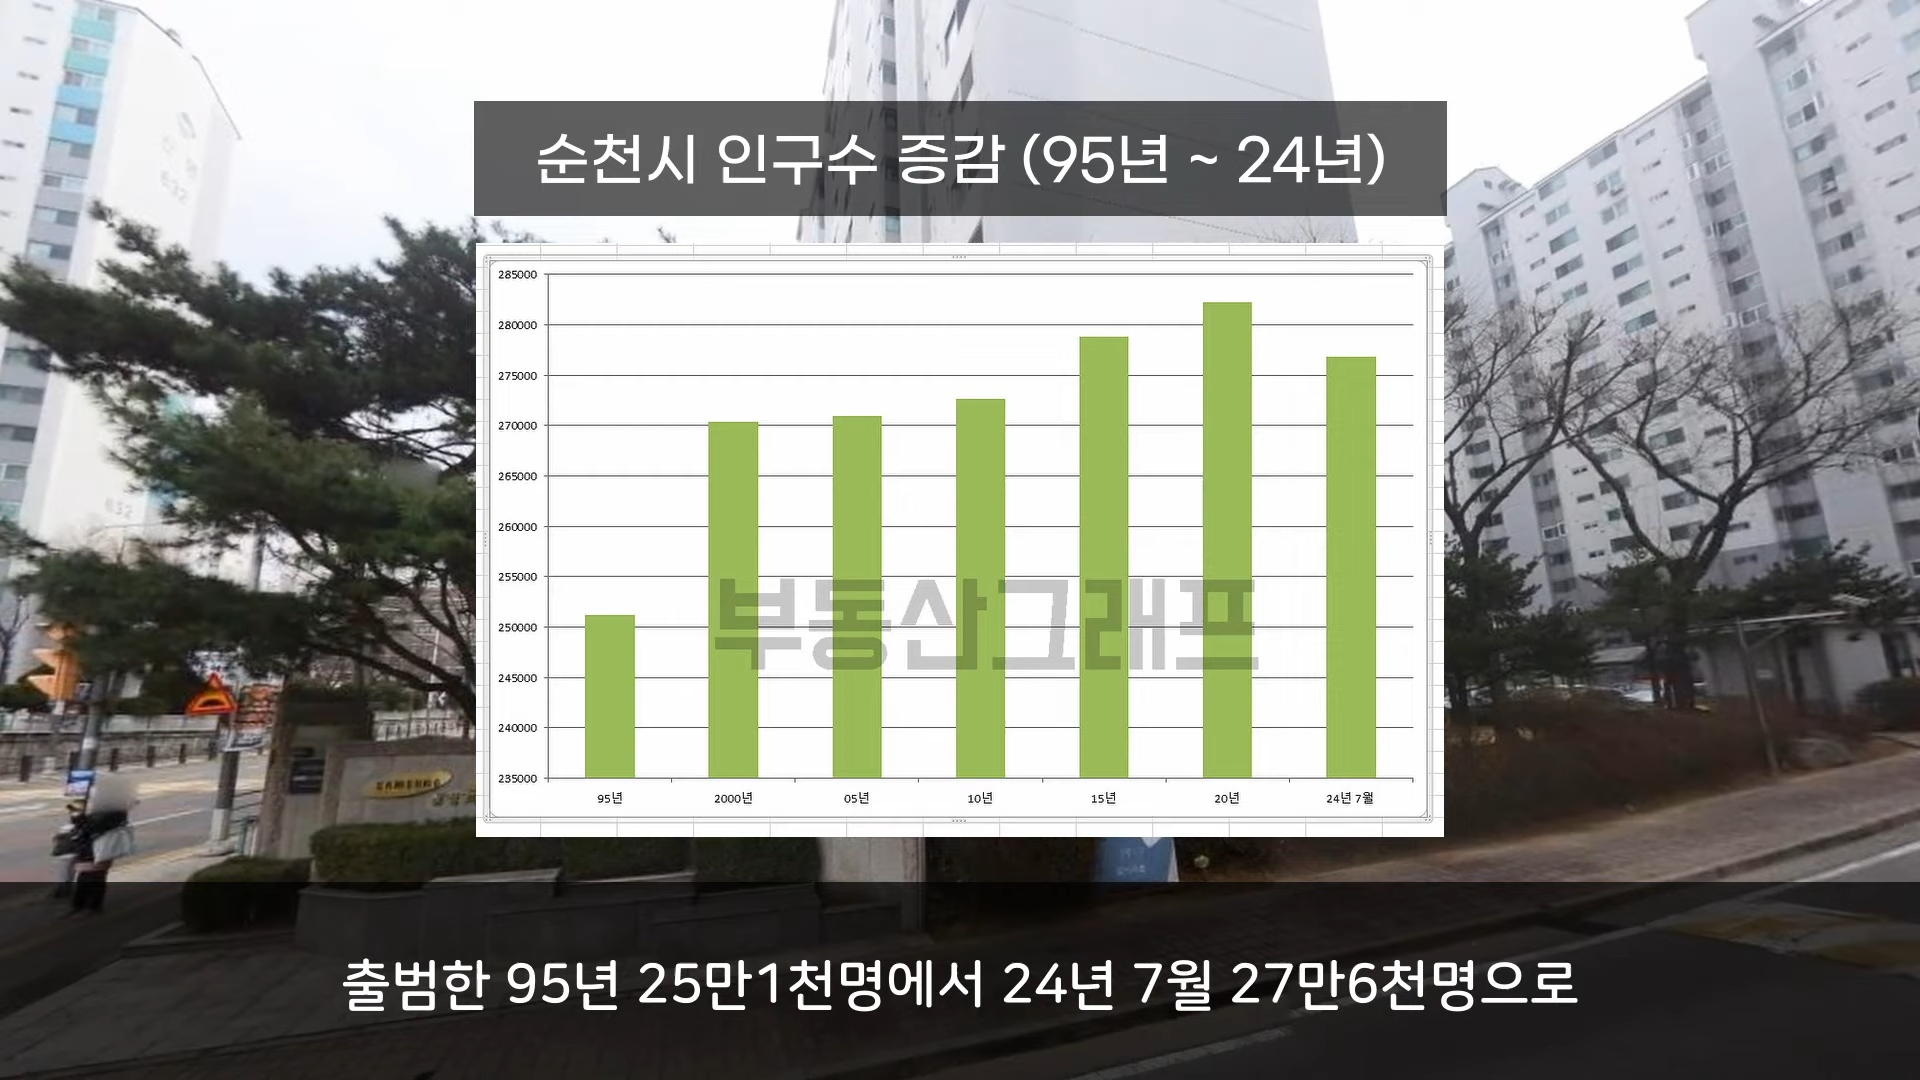 순천시 인구수 증감 (95년 ~ 24년)
285000
280000
275000
270000
265000
260000
255000
250000
245000
240000
235000
95년
2000년
05년
10년
15년
20년
24년 7월
부동산그래프
632
632
SAMSUNG
출범한 95년 25만1천명에서 24년 7월 27만6천명으로